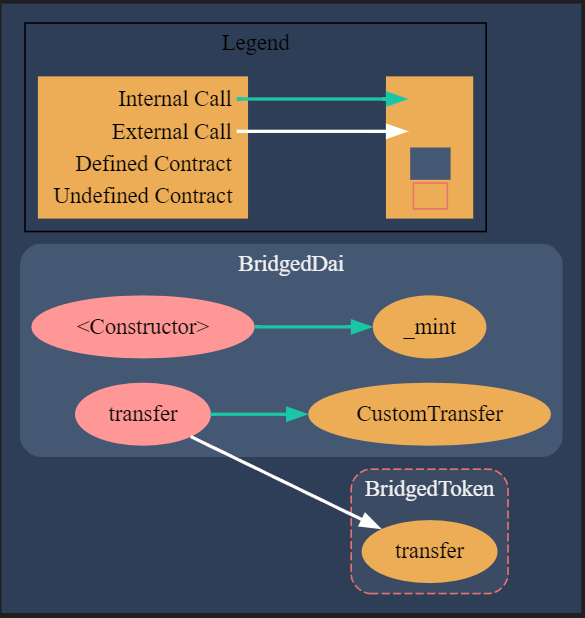 Legend
Internal Call
External Call
Defined Contract
Undefined Contract
BridgedDai
<Constructor>
_mint
transfer
CustomTransfer
BridgedToken
transfer